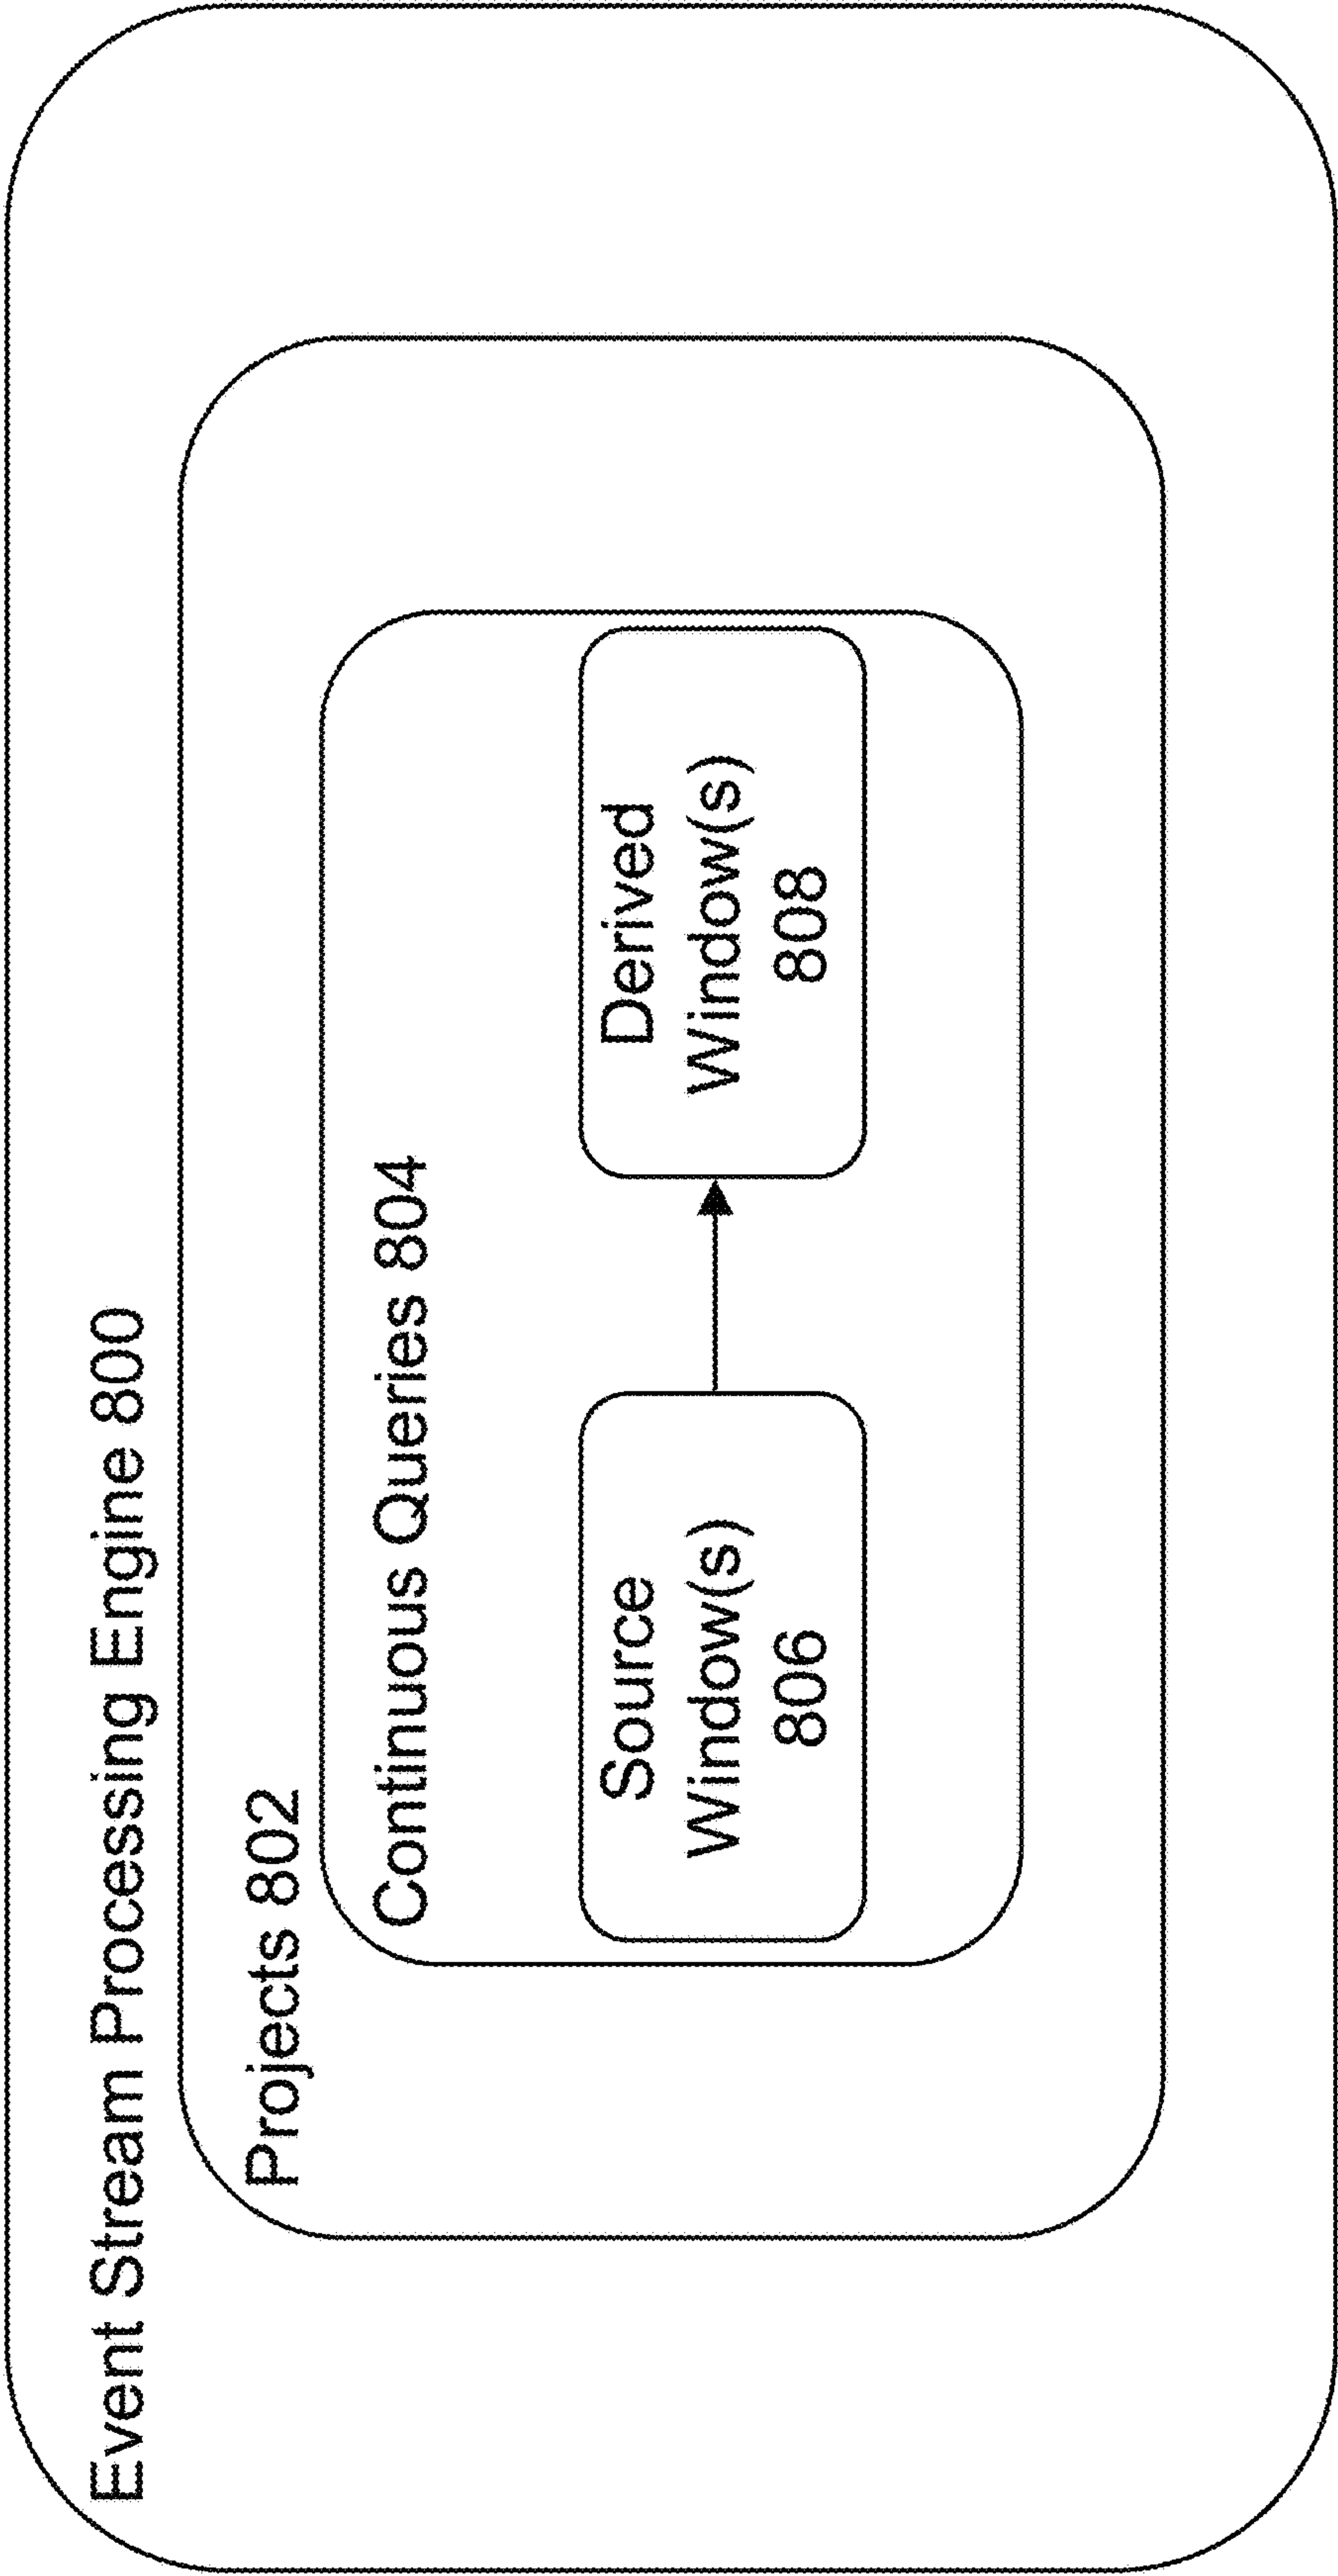 Event Stream Processing Engine 800
Projects 802
Continuous Queries 804
Source
Window(s)
806
Derived
Window(s)
808